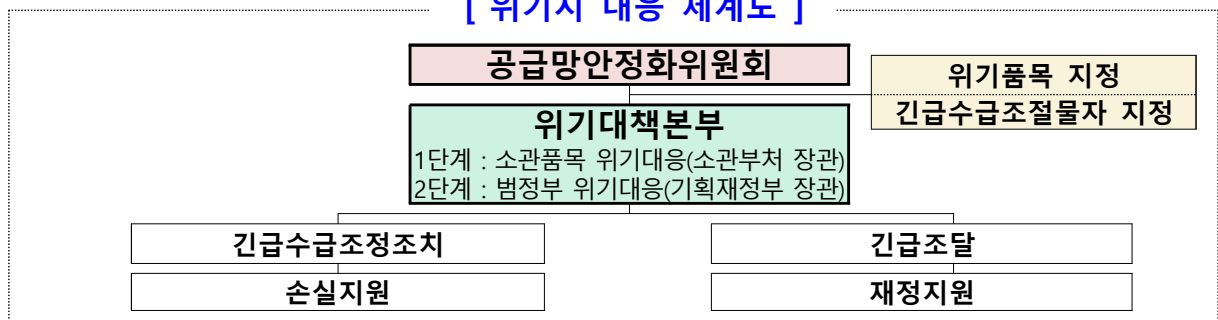 [ 위기시 대응 체계도 ]
공급망안정화위원회
위기품목 지정
긴급수급조절물자 지정
위기대책본부
1단계 : 소관품목 위기대응(소관부처 장관)
2단계 : 범정부 위기대응(기획재정부 장관)
긴급수급조정조치
긴급조달
손실지원
재정지원